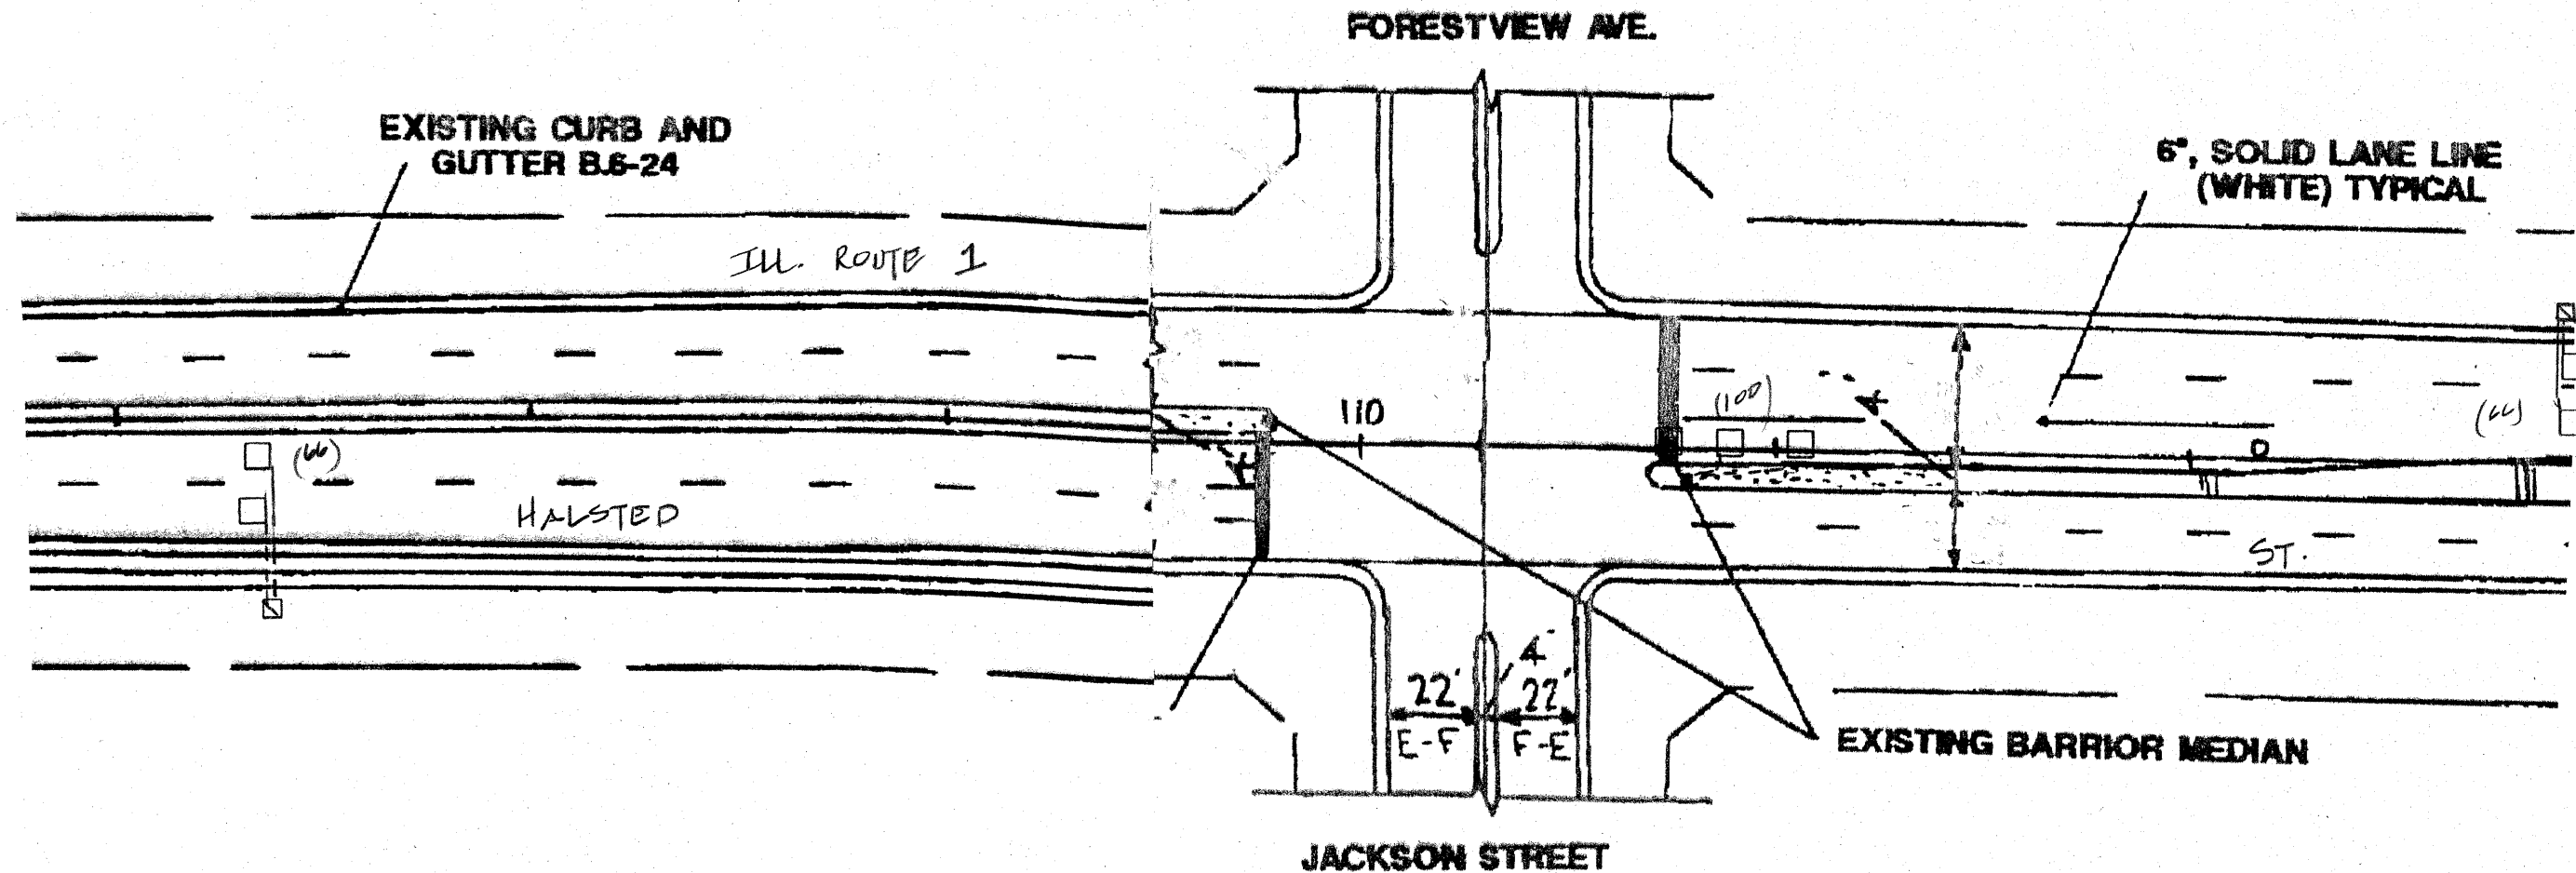 FORESTVIEW AVE.
EXISTING CURB AND
GUTTER B.6-24
6", SOLID LANE LINE
(WHITE) TYPICAL
ILL. ROUTE 1
110
(100)
(66)
(66)
HALSTED
ST.
4'
22' 22'
E-F F-E
EXISTING BARRIOR MEDIAN
JACKSON STREET